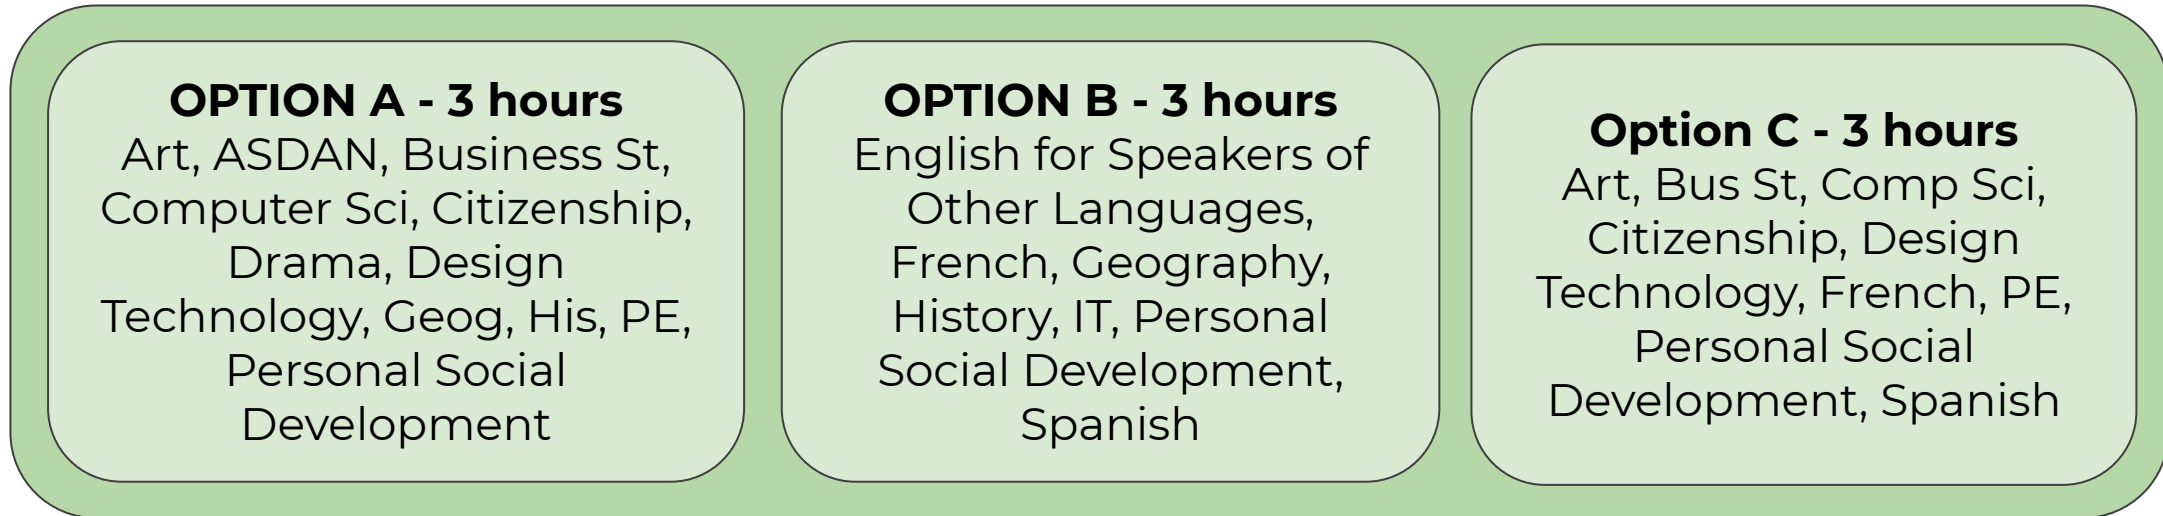 OPTION A - 3 hours
Art, ASDAN, Business St,
Computer Sci, Citizenship,
Drama, Design
Technology, Geog, His, PE,
Personal Social
Development
OPTION B - 3 hours
English for Speakers of
Other Languages,
French, Geography,
History, IT, Personal
Social Development,
Spanish
Option C - 3 hours
Art, Bus St, Comp Sci,
Citizenship, Design
Technology, French, PE,
Personal Social
Development, Spanish